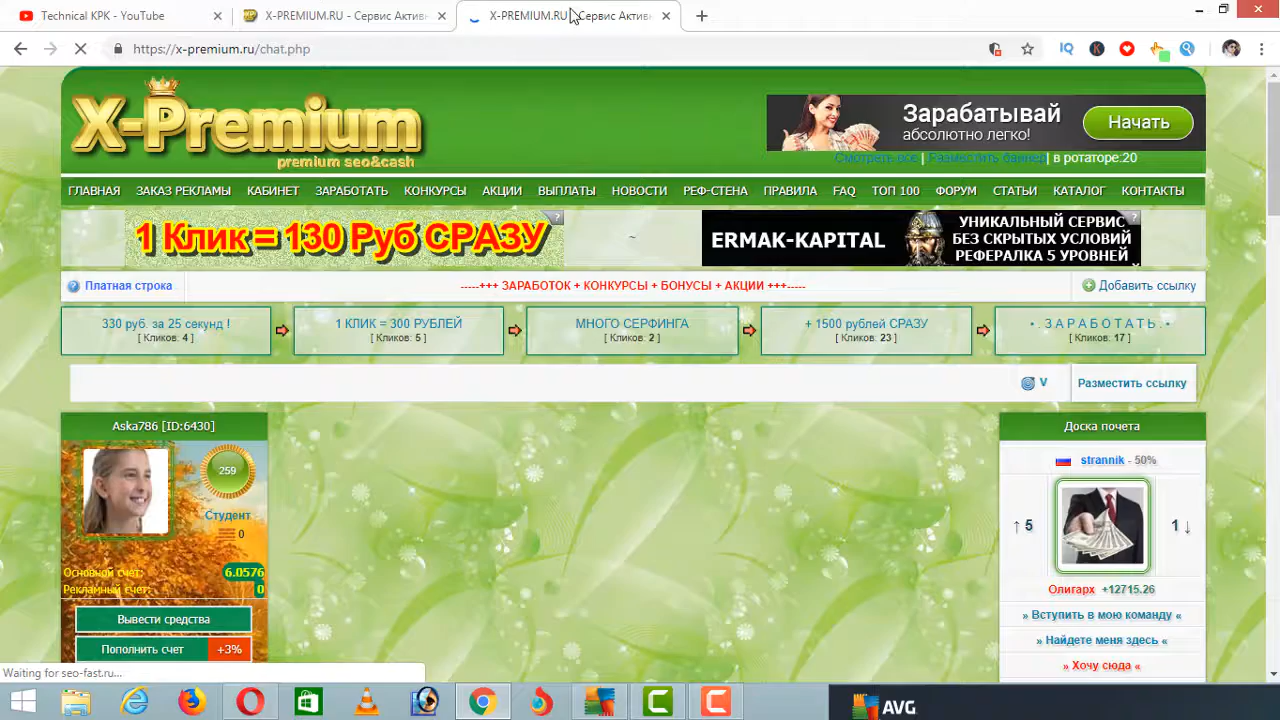 Technical KPK - YouTube
X-PREMIUM.RU - Сервис Актив
X-PREMIUM.RU - Сервис Актив
https://x-premium.ru/chat.php
X-Premium
premium seo&cash
Зарабатывай
абсолютно легко!
Начать
Смотреть все | Разместить баннер | в ротаторе:20
ГЛАВНАЯ ЗАКАЗ РЕКЛАМЫ КАБИНЕТ ЗАРАБОТАТЬ КОНКУРСЫ АКЦИИ ВЫПЛАТЫ НОВОСТИ РЕФ-СТЕНА ПРАВИЛА FAQ ТОП 100 ФОРУМ СТАТЬИ КАТАЛОГ КОНТАКТЫ
1 Клик = 130 Руб СРАЗУ
?
~
ERMAK-KAPITAL
УНИКАЛЬНЫЙ СЕРВИС
БЕЗ СКРЫТЫХ УСЛОВИЙ
РЕФЕРАЛКА 5 УРОВНЕЙ
?
Платная строка
-----+++ ЗАРАБОТОК + КОНКУРСЫ + БОНУСЫ + АКЦИИ +++-----
Добавить ссылку
330 руб. за 25 секунд !
[ Кликов: 4 ]
1 КЛИК = 300 РУБЛЕЙ
[ Кликов: 5 ]
МНОГО СЕРФИНГА
[ Кликов: 2 ]
+ 1500 рублей СРАЗУ
[ Кликов: 23 ]
• . З А Р А Б О Т А Т Ь . •
[ Кликов: 17 ]
V
Разместить ссылку
Aska786 [ID:6430]
259
Студент
0
Основной счет: 6.0576
Рекламный счет: 0
Вывести средства
Пополнить счет +3%
Доска почета
strannik - 50%
↑ 5
1 ↓
Олигарх +12715.26
» Вступить в мою команду «
» Найдете меня здесь «
» Хочу сюда «
Waiting for seo-fast.ru...
AVG